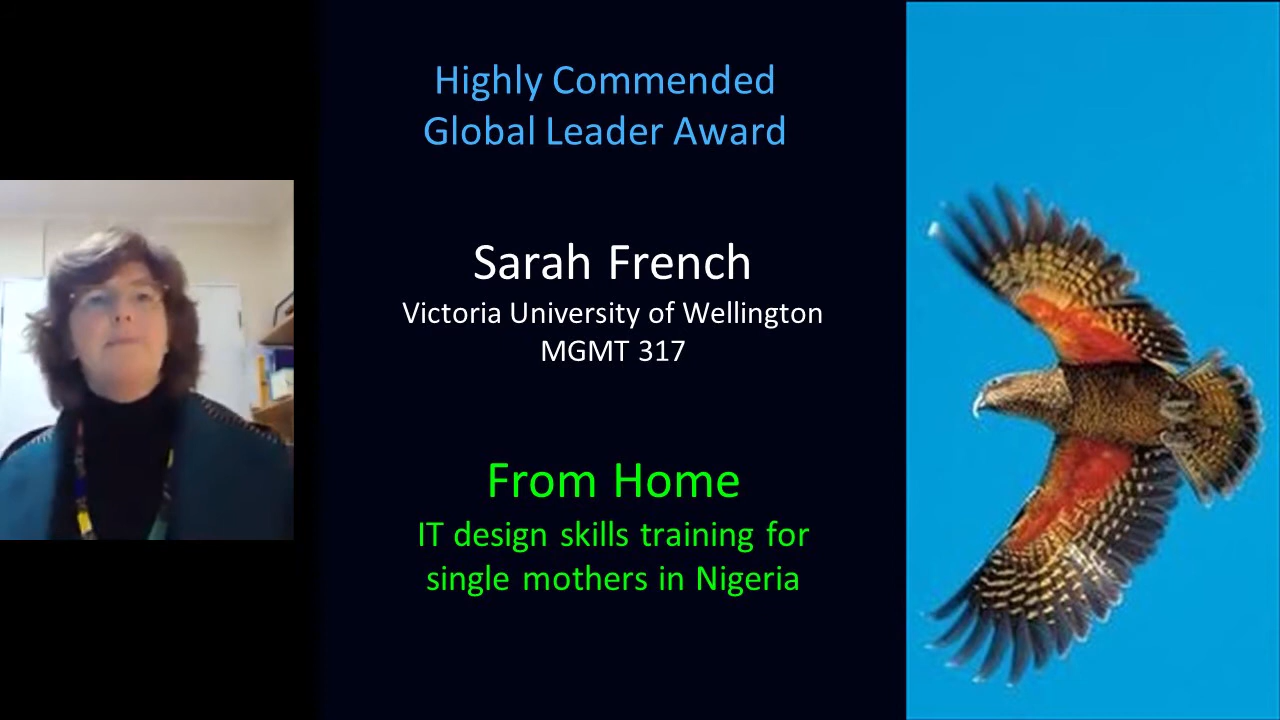 Highly Commended
Global Leader Award
Sarah French
Victoria University of Wellington
MGMT 317
From Home
IT design skills training for
single mothers in Nigeria